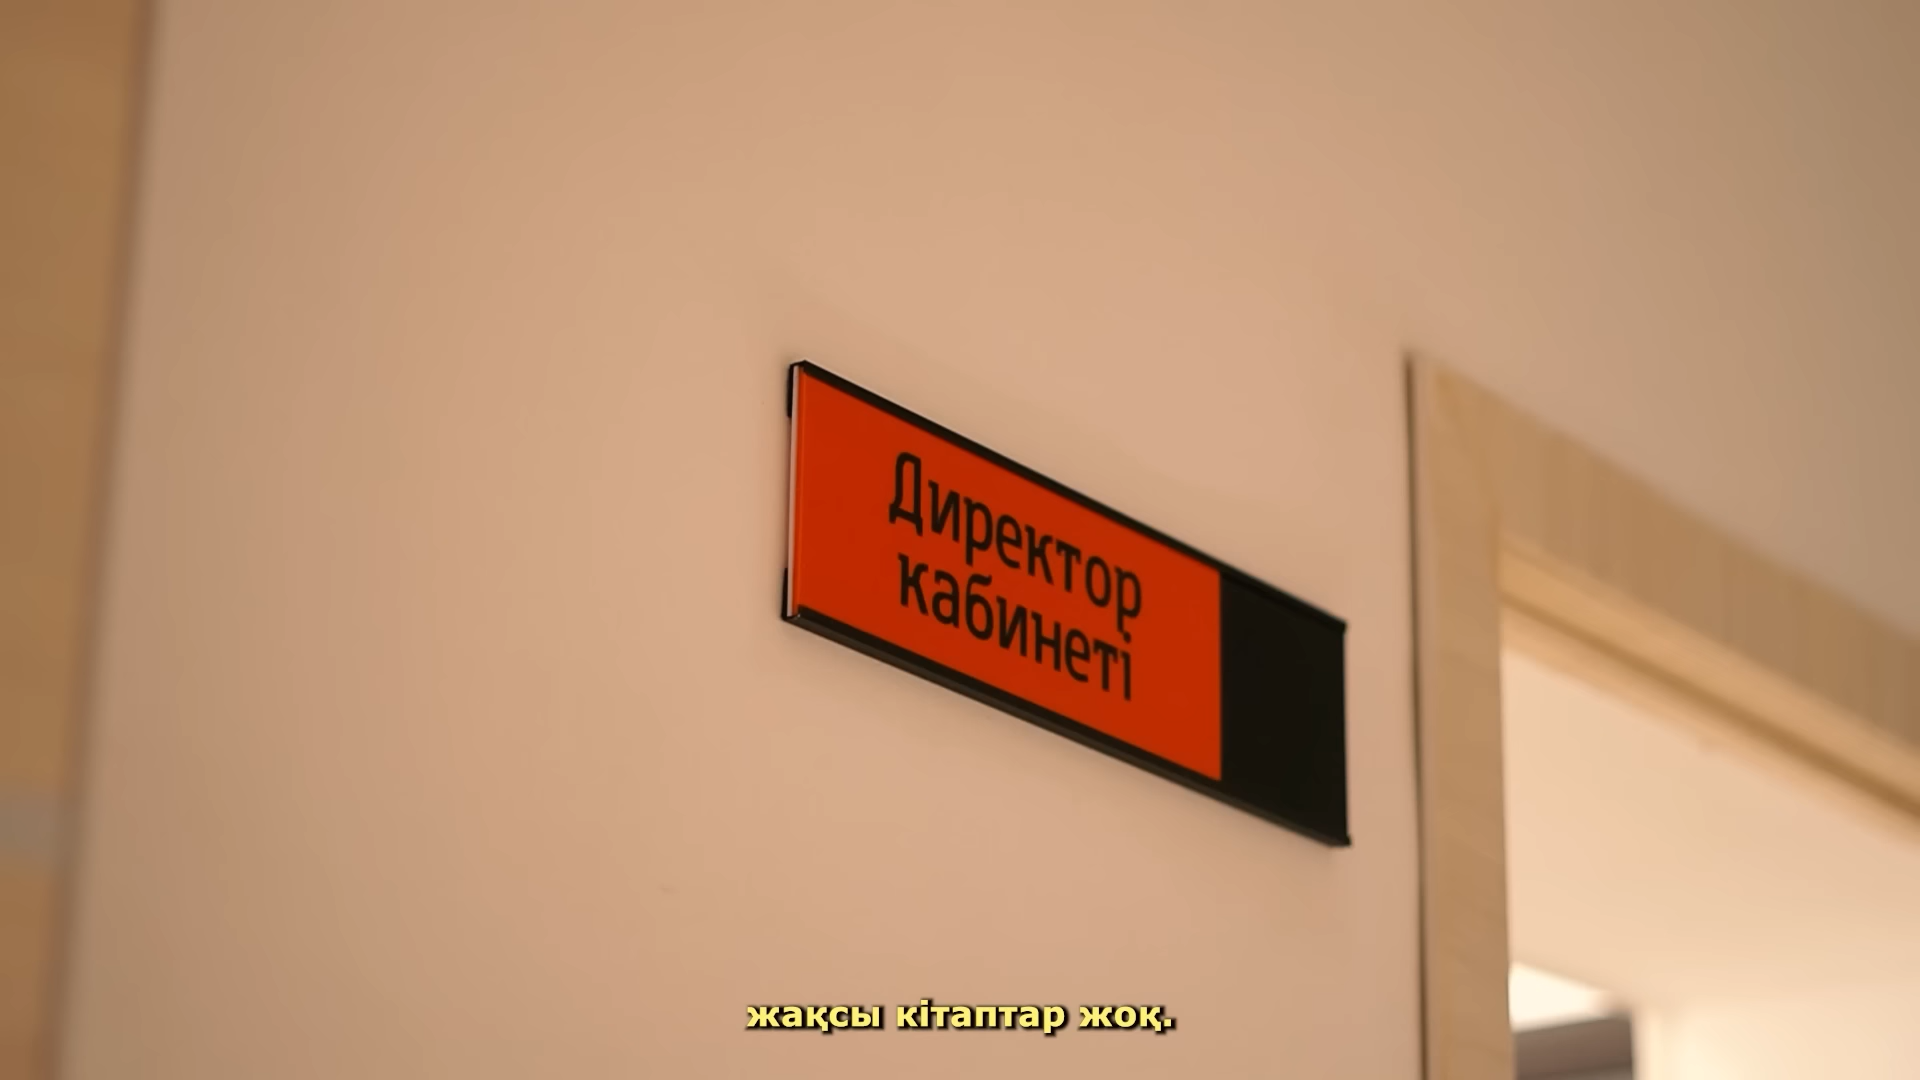 Директор
кабинеті
жақсы кітаптар жоқ.